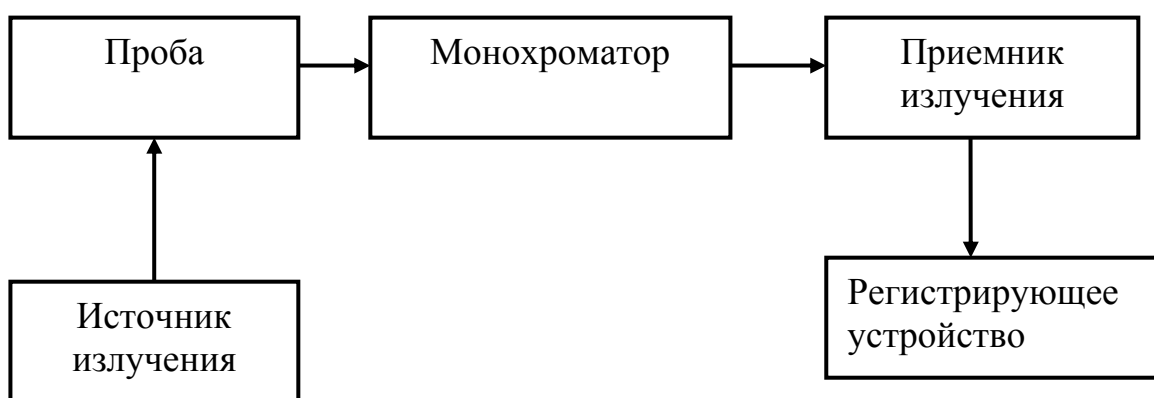 Проба
Монохроматор
Приемник
излучения
Источник
излучения
Регистрирующее
устройство